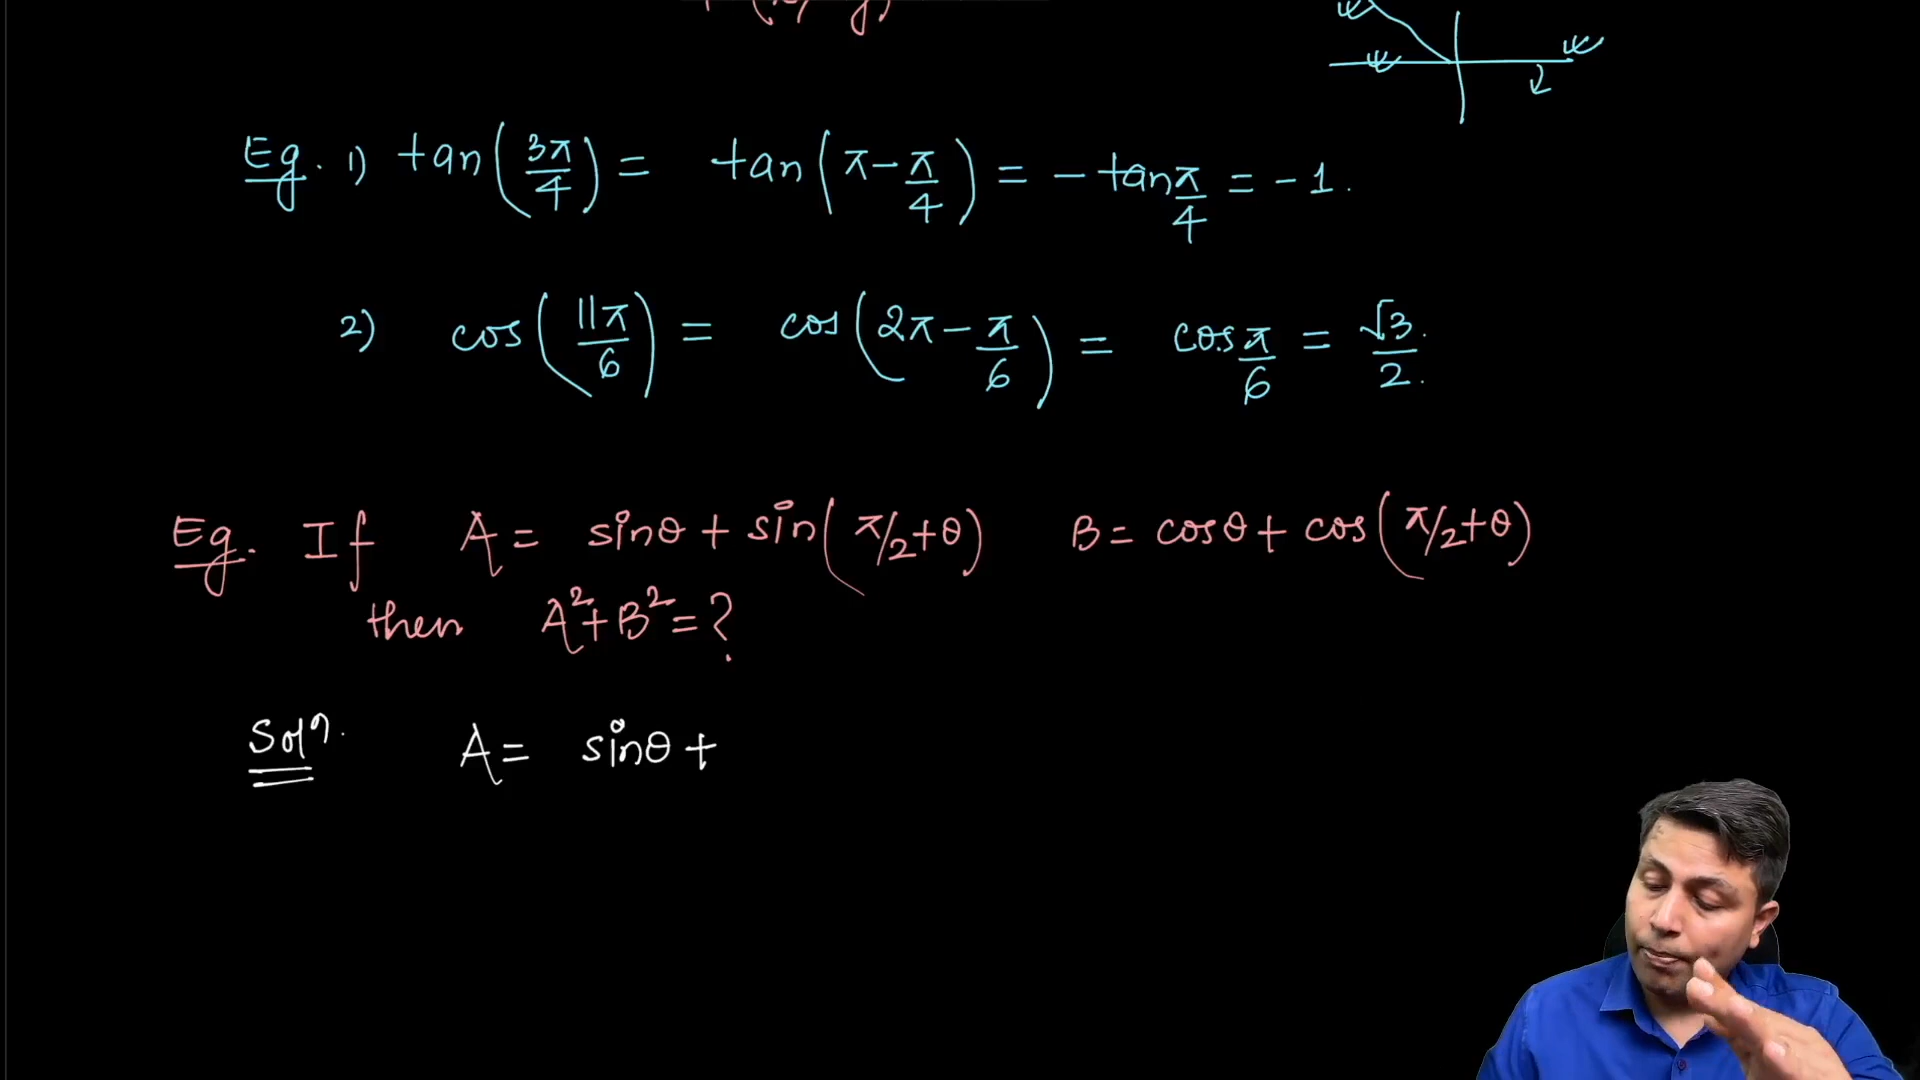 Eg. 1) tan(3π/4) = tan(π-π/4) = -tan π/4 = -1.
2) cos(11π/6) = cos(2π-π/6) = cos π/6 = √3/2.
Eg. If A = sinθ + sin(π/2+θ) B = cosθ + cos(π/2+θ)
then A²+B² = ?
Solⁿ. A = sinθ +